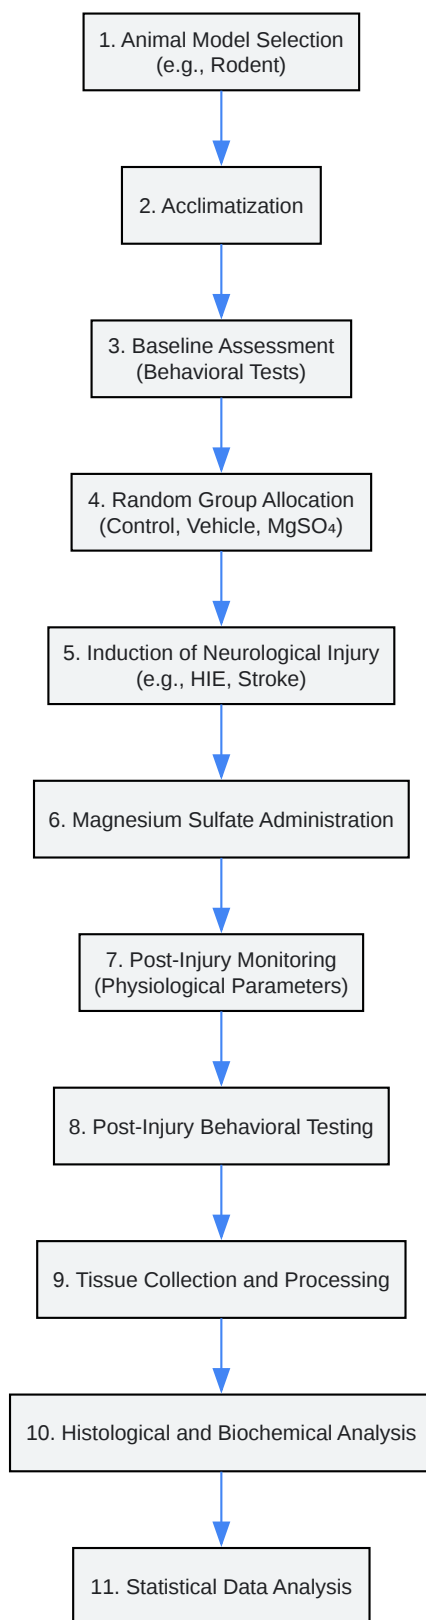 1. Animal Model Selection
(e.g., Rodent)
2. Acclimatization
3. Baseline Assessment
(Behavioral Tests)
4. Random Group Allocation
(Control, Vehicle, MgSO₄)
5. Induction of Neurological Injury
(e.g., HIE, Stroke)
6. Magnesium Sulfate Administration
7. Post-Injury Monitoring
(Physiological Parameters)
8. Post-Injury Behavioral Testing
9. Tissue Collection and Processing
10. Histological and Biochemical Analysis
11. Statistical Data Analysis